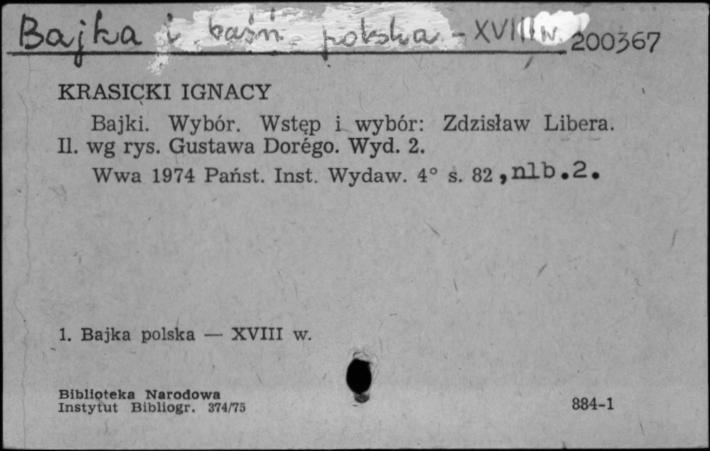 Bajka i baśń polska - XVIII w. 200367
KRASICKI IGNACY
Bajki. Wybór. Wstęp i wybór: Zdzisław Libera.
Il. wg rys. Gustawa Dorégo. Wyd. 2.
Wwa 1974 Państ. Inst. Wydaw. 4° s. 82, nlb.2.
1. Bajka polska — XVIII w.
Biblioteka Narodowa
Instytut Bibliogr. 374/75
884-1